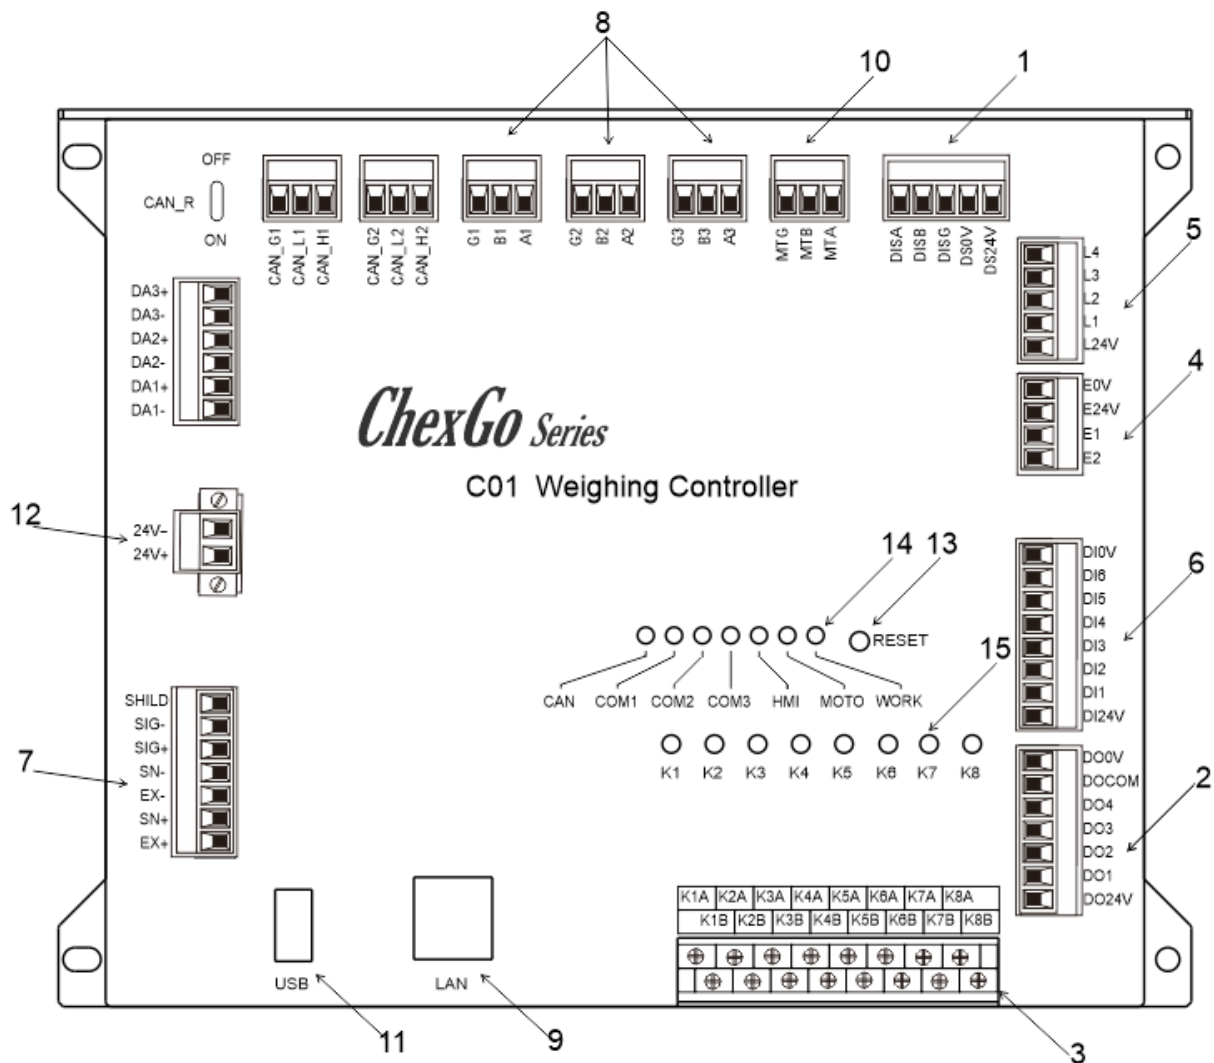 8
10
1
OFF
CAN_R
ON
CAN_G1 CAN_L1 CAN_H1
CAN_G2 CAN_L2 CAN_H2
G1 B1 A1
G2 B2 A2
G3 B3 A3
MTG MTB MTA
DISA DISB DISG DS0V DS24V
L4
L3
L2
L1
L24V
5
DA3+
DA3-
DA2+
DA2-
DA1+
DA1-
E0V
E24V
E1
E2
4
ChexGo Series
C01 Weighing Controller
12
24V-
24V+
14
13
RESET
15
CAN COM1 COM2 COM3 HMI MOTO WORK
K1 K2 K3 K4 K5 K6 K7 K8
DI0V
DI6
DI5
DI4
DI3
DI2
DI1
DI24V
6
7
SHILD
SIG-
SIG+
SN-
EX-
SN+
EX+
DO0V
DOCOM
DO4
DO3
DO2
DO1
DO24V
2
K1A K2A K3A K4A K5A K6A K7A K8A
K1B K2B K3B K4B K5B K6B K7B K8B
USB
LAN
11
9
3